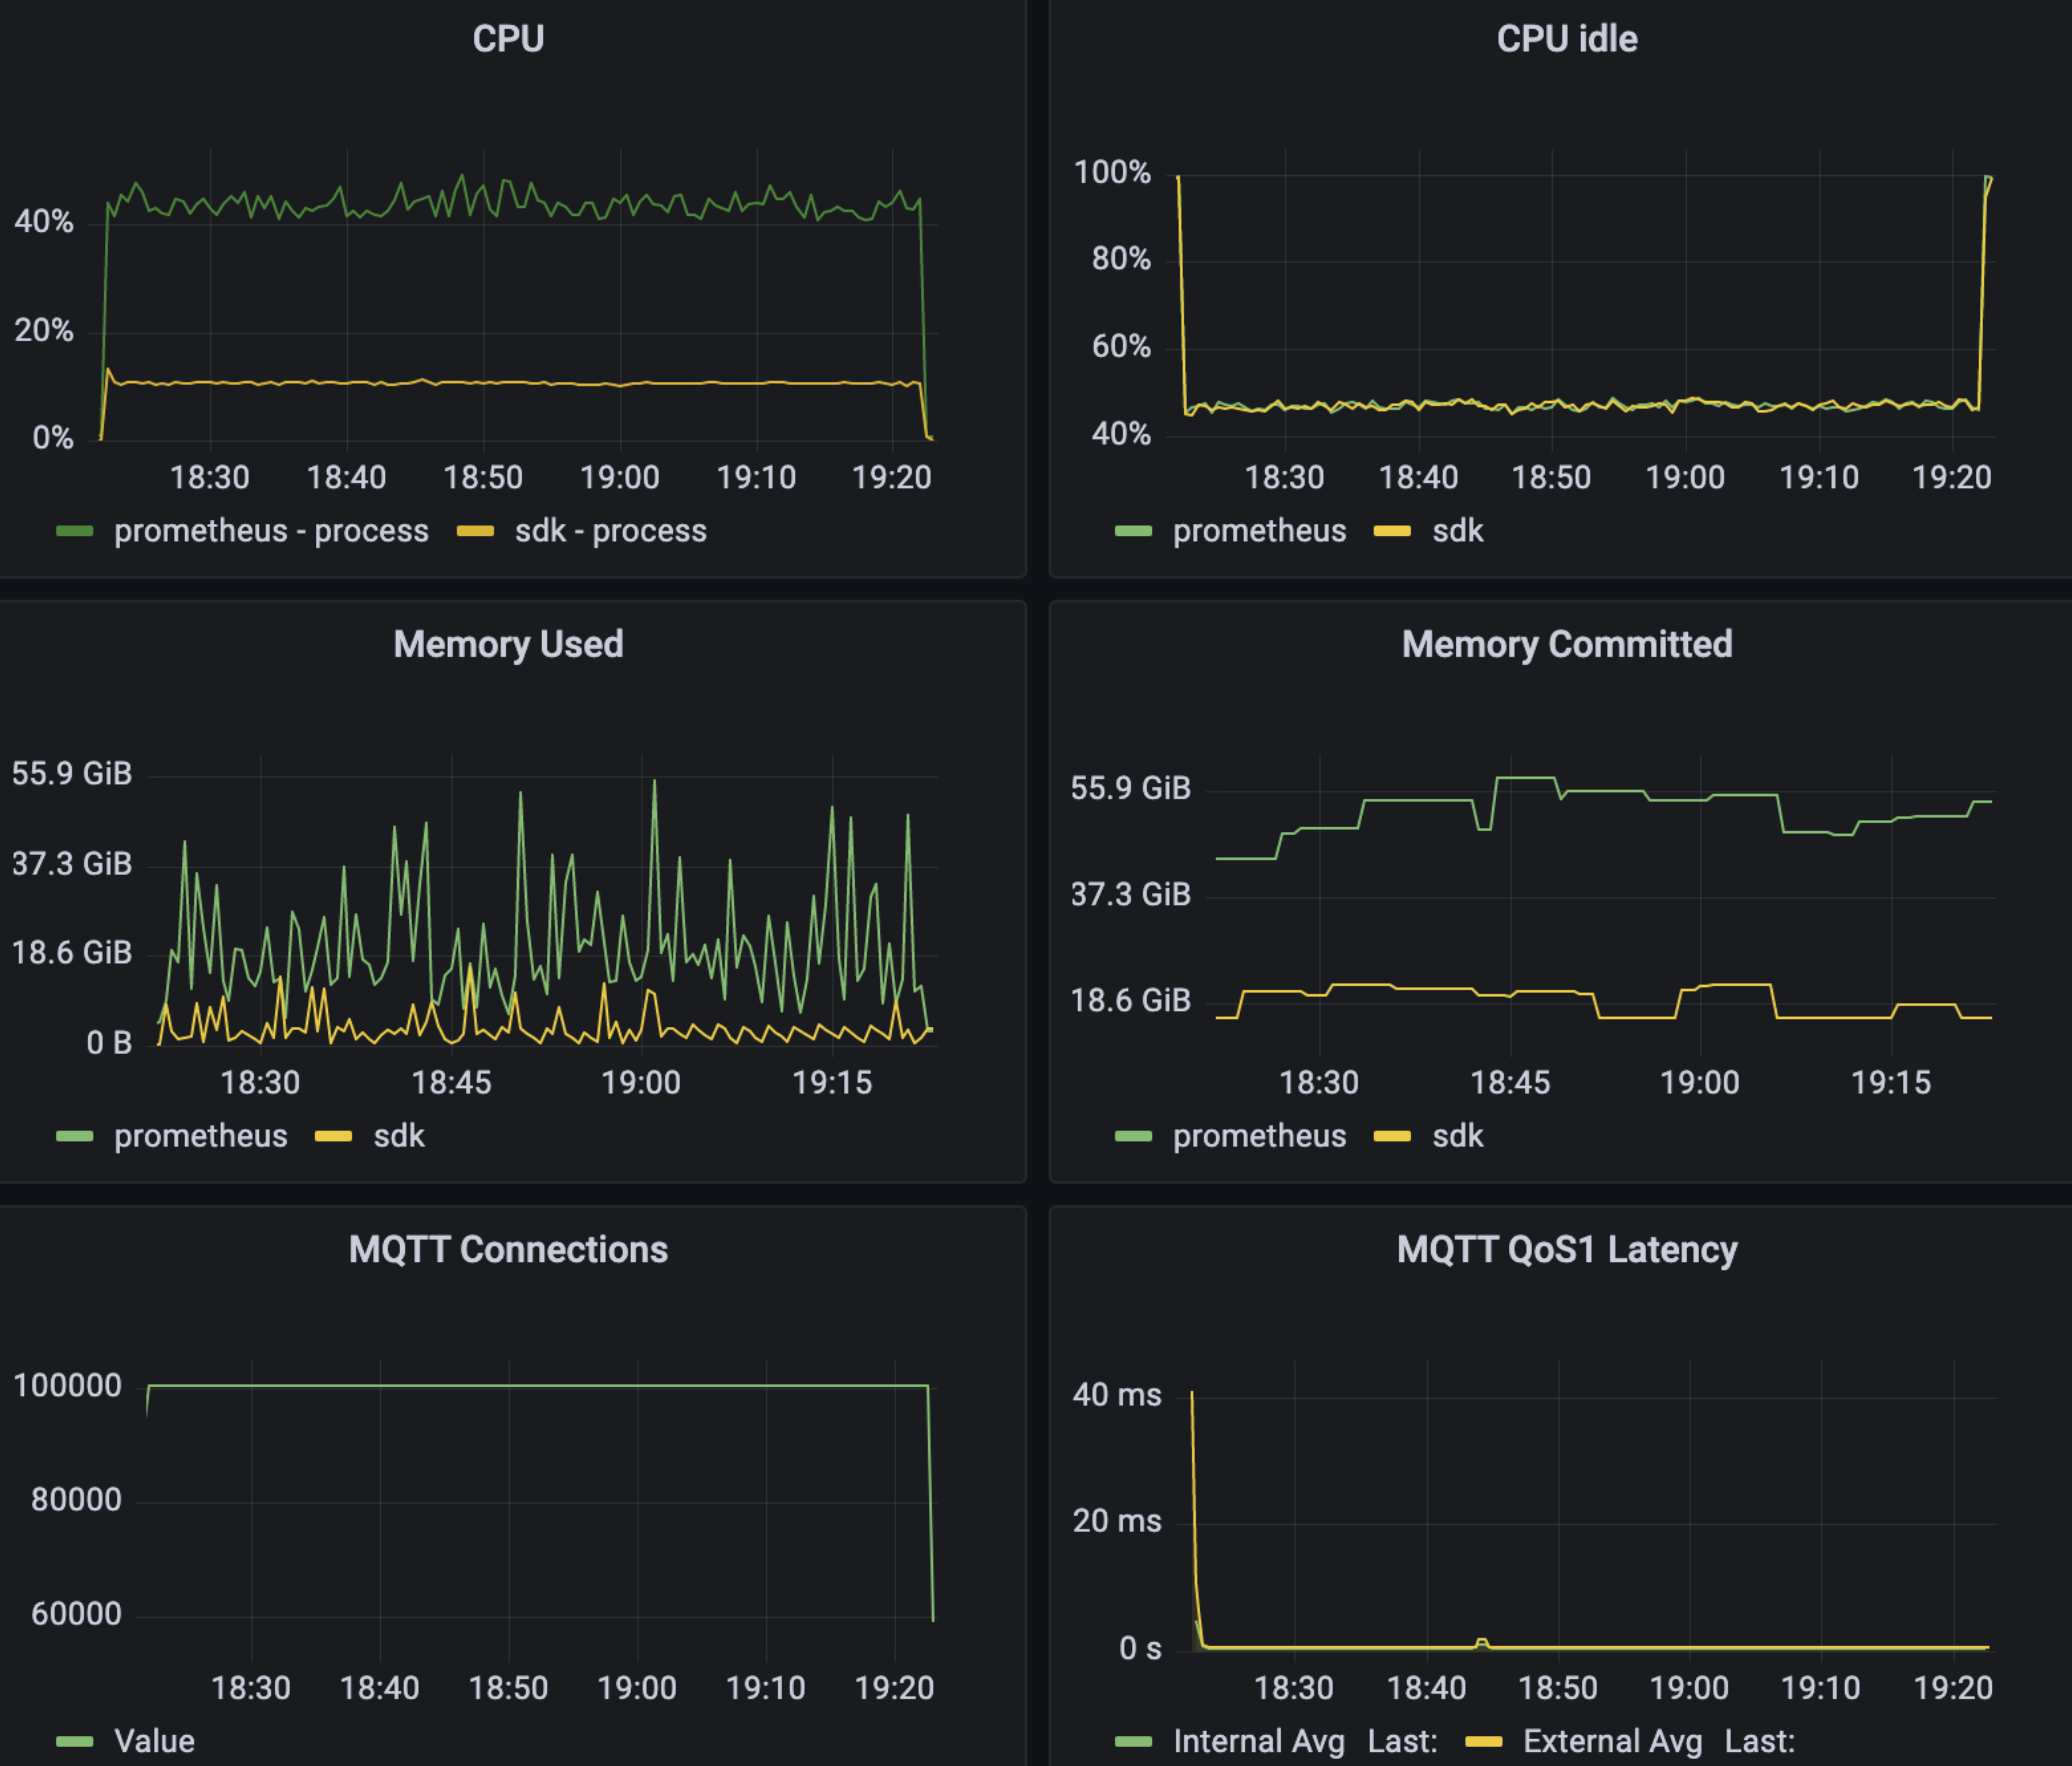 CPU
40%
20%
0%
18:30 18:40 18:50 19:00 19:10 19:20
prometheus - process sdk - process
CPU idle
100%
80%
60%
40%
18:30 18:40 18:50 19:00 19:10 19:20
prometheus sdk
Memory Used
55.9 GiB
37.3 GiB
18.6 GiB
0 B
18:30 18:45 19:00 19:15
prometheus sdk
Memory Committed
55.9 GiB
37.3 GiB
18.6 GiB
18:30 18:45 19:00 19:15
prometheus sdk
MQTT Connections
100000
80000
60000
18:30 18:40 18:50 19:00 19:10 19:20
Value
MQTT QoS1 Latency
40 ms
20 ms
0 s
18:30 18:40 18:50 19:00 19:10 19:20
Internal Avg Last: External Avg Last: